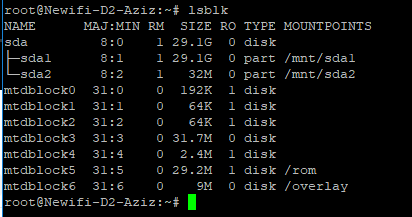 root@Newifi-D2-Aziz:~# lsblk
NAME      MAJ:MIN RM  SIZE RO TYPE MOUNTPOINTS
sda         8:0    1 29.1G  0 disk
├─sda1      8:1    1 29.1G  0 part /mnt/sda1
└─sda2      8:2    1   32M  0 part /mnt/sda2
mtdblock0  31:0    0  192K  1 disk
mtdblock1  31:1    0   64K  1 disk
mtdblock2  31:2    0   64K  1 disk
mtdblock3  31:3    0 31.7M  0 disk
mtdblock4  31:4    0  2.4M  1 disk
mtdblock5  31:5    0 29.2M  1 disk /rom
mtdblock6  31:6    0    9M  0 disk /overlay
root@Newifi-D2-Aziz:~#